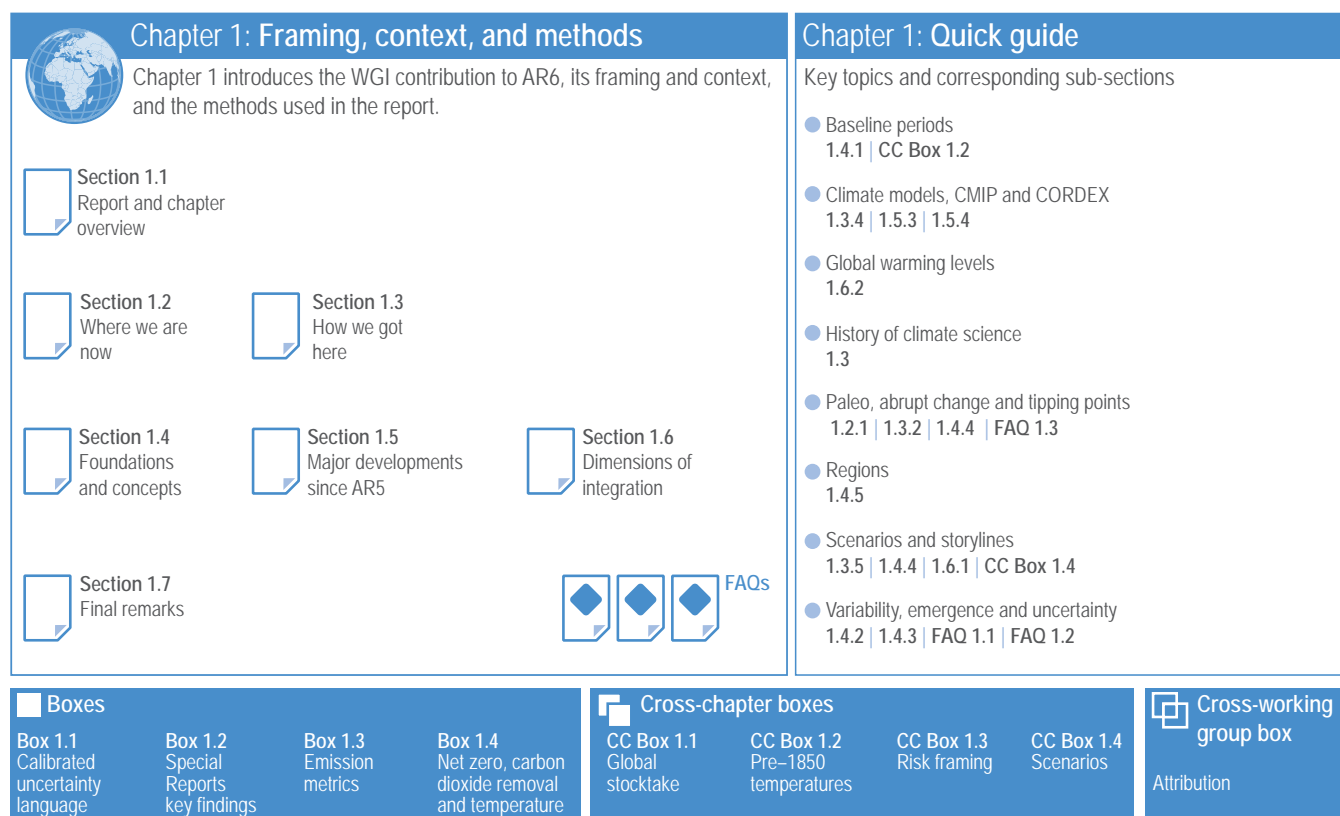 Chapter 1: Framing, context, and methods
Chapter 1 introduces the WGI contribution to AR6, its framing and context,
and the methods used in the report.
Section 1.1
Report and chapter
overview
Section 1.2
Where we are
now
Section 1.3
How we got
here
Section 1.4
Foundations
and concepts
Section 1.5
Major developments
since AR5
Section 1.6
Dimensions of
integration
Section 1.7
Final remarks
FAQs
Chapter 1: Quick guide
Key topics and corresponding sub-sections
Baseline periods
1.4.1 | CC Box 1.2
Climate models, CMIP and CORDEX
1.3.4 | 1.5.3 | 1.5.4
Global warming levels
1.6.2
History of climate science
1.3
Paleo, abrupt change and tipping points
1.2.1 | 1.3.2 | 1.4.4 | FAQ 1.3
Regions
1.4.5
Scenarios and storylines
1.3.5 | 1.4.4 | 1.6.1 | CC Box 1.4
Variability, emergence and uncertainty
1.4.2 | 1.4.3 | FAQ 1.1 | FAQ 1.2
Boxes
Box 1.1
Calibrated
uncertainty
language
Box 1.2
Special
Reports
key findings
Box 1.3
Emission
metrics
Box 1.4
Net zero, carbon
dioxide removal
and temperature
Cross-chapter boxes
CC Box 1.1
Global
stocktake
CC Box 1.2
Pre–1850
temperatures
CC Box 1.3
Risk framing
CC Box 1.4
Scenarios
Cross-working
group box
Attribution